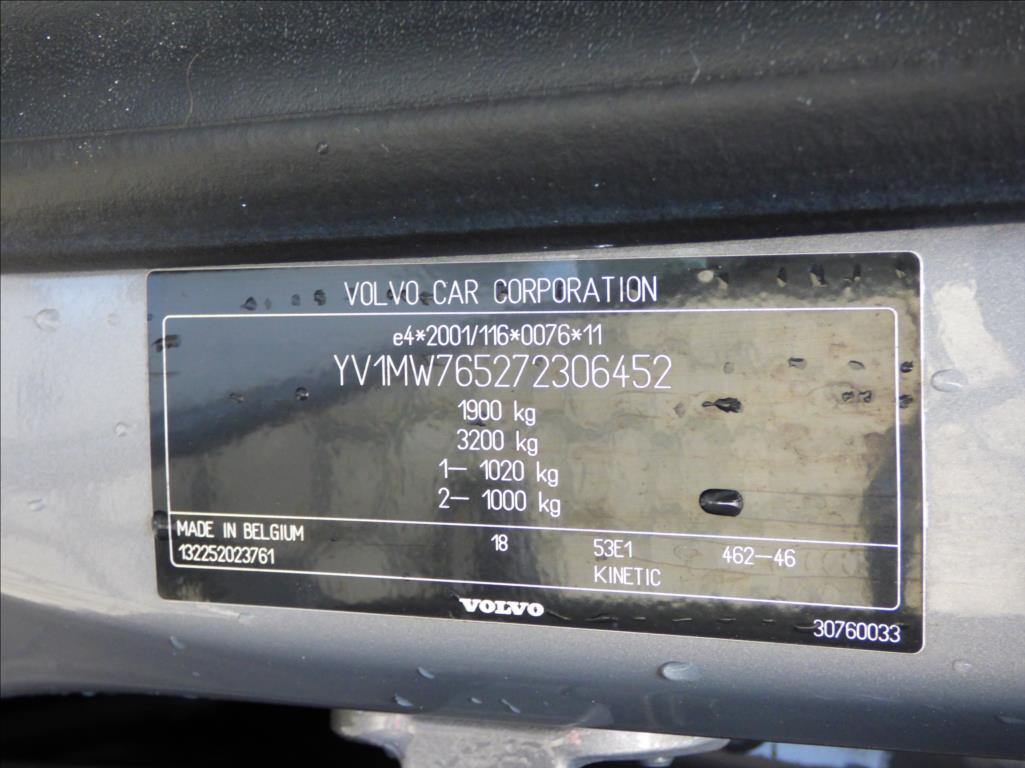 VOLVO CAR CORPORATION
e4*2001/116*0076*11
YV1MW765272306452
1900 kg
3200 kg
1– 1020 kg
2– 1000 kg
MADE IN BELGIUM 18 53E1 462–46
132252023761 KINETIC
VOLVO
30760033